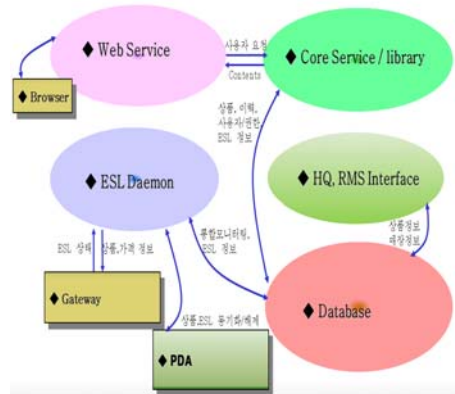 ◆ Web Service
사용자 요청
Contents
◆ Core Service / library
◆ Browser
상품, 이력,
사용자/권한,
ESL 정보
◆ ESL Daemon
◆ HQ, RMS Interface
통합모니터링,
ESL 정보
상품정보
매장정보
ESL 상태
상품,가격 정보
◆ Gateway
◆ Database
상품,ESL 동기화/해제
◆ PDA